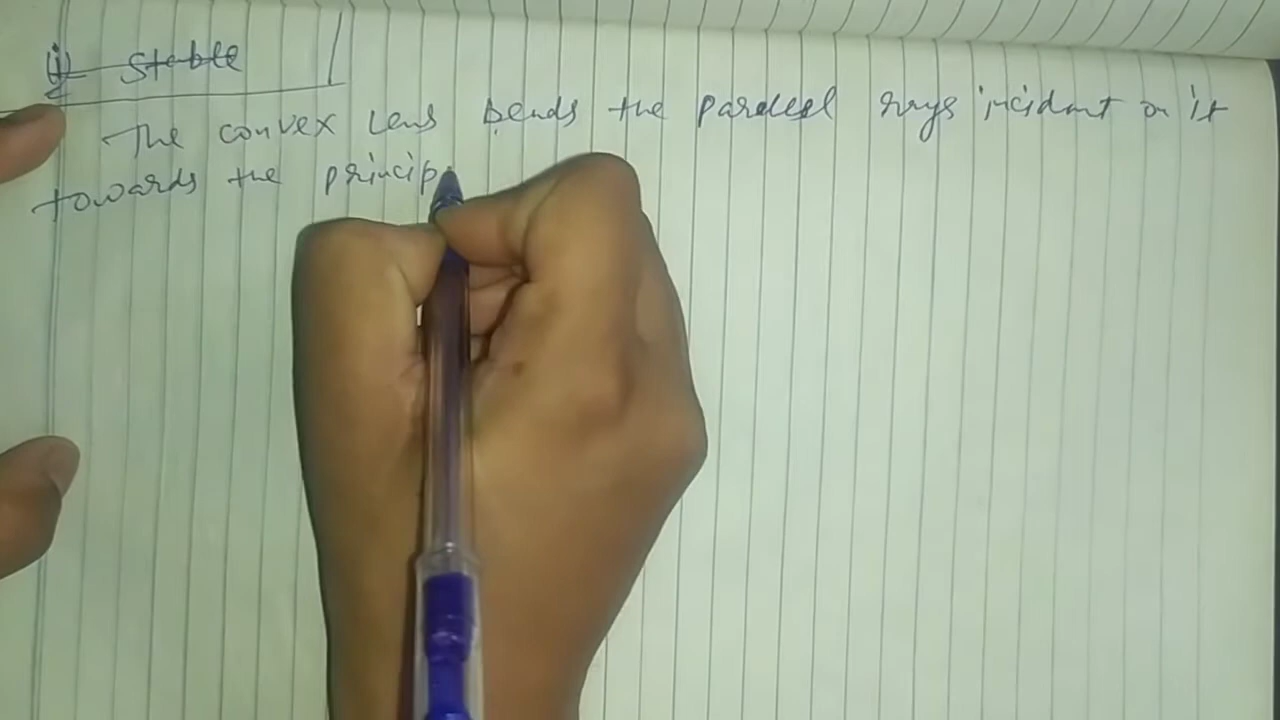 i) Stable
The convex lens bends the parallel rays incident on it
towards the princip